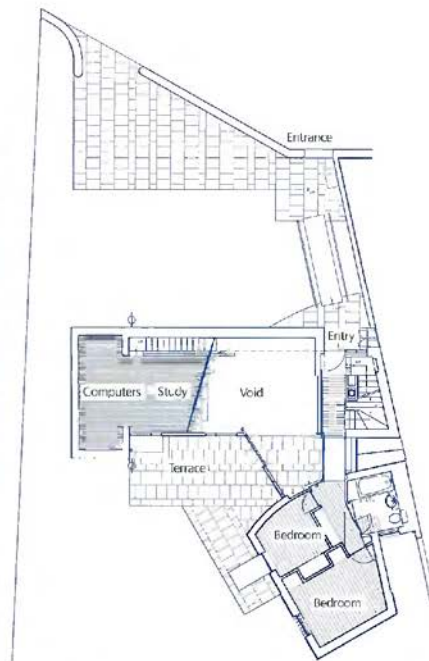 Entrance
Entry
Computers
Study
Void
Terrace
Bedroom
Bedroom